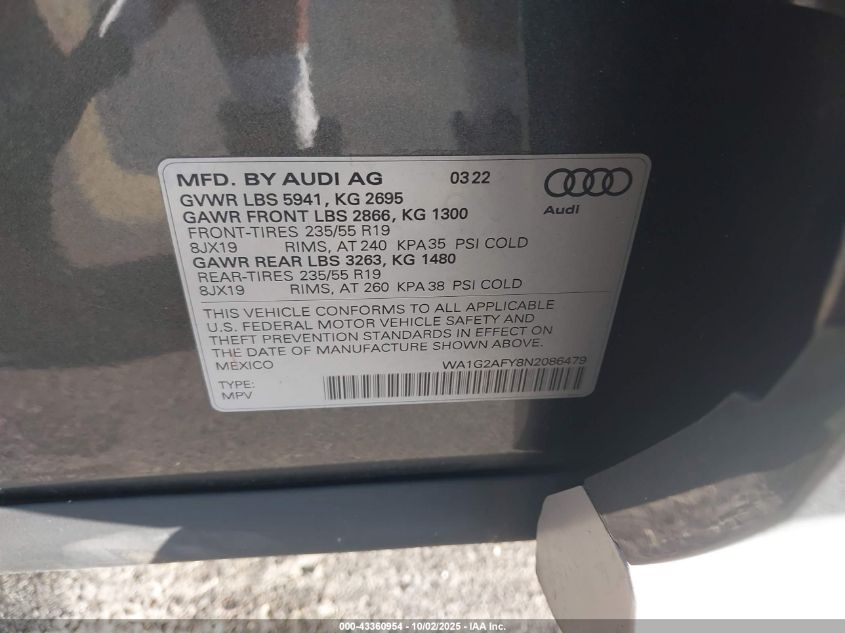 MFD. BY AUDI AG 03 22
GVWR LBS 5941, KG 2695
GAWR FRONT LBS 2866, KG 1300
Audi
FRONT-TIRES 235/55 R19
8JX19 RIMS, AT 240 KPA 35 PSI COLD
GAWR REAR LBS 3263, KG 1480
REAR-TIRES 235/55 R19
8JX19 RIMS, AT 260 KPA 38 PSI COLD
THIS VEHICLE CONFORMS TO ALL APPLICABLE
U.S. FEDERAL MOTOR VEHICLE SAFETY AND
THEFT PREVENTION STANDARDS IN EFFECT ON
THE DATE OF MANUFACTURE SHOWN ABOVE.
MEXICO WA1G2AFY8N2086479
TYPE:
MPV
000-43360954 - 10/02/2025 - IAA Inc.